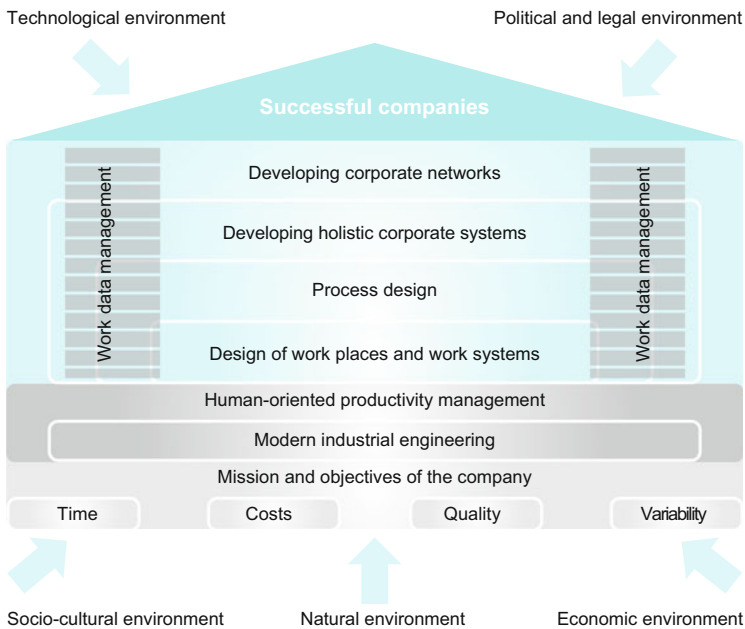 Technological environment
Political and legal environment
Successful companies
Work data management
Developing corporate networks
Developing holistic corporate systems
Process design
Design of work places and work systems
Work data management
Human-oriented productivity management
Modern industrial engineering
Mission and objectives of the company
Time
Costs
Quality
Variability
Socio-cultural environment
Natural environment
Economic environment